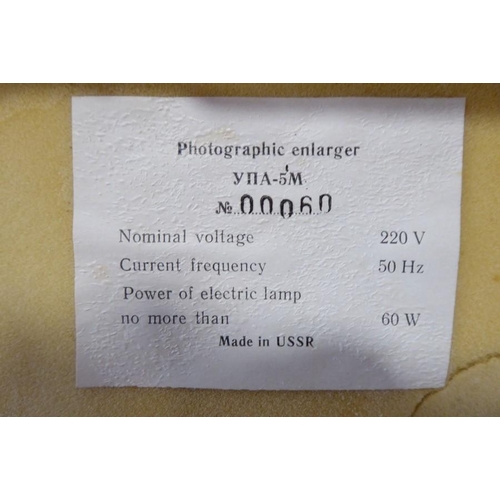 Photographic enlarger
УПА-5М
№ 00060
Nominal voltage 220 V
Current frequency 50 Hz
Power of electric lamp
no more than 60 W
Made in USSR